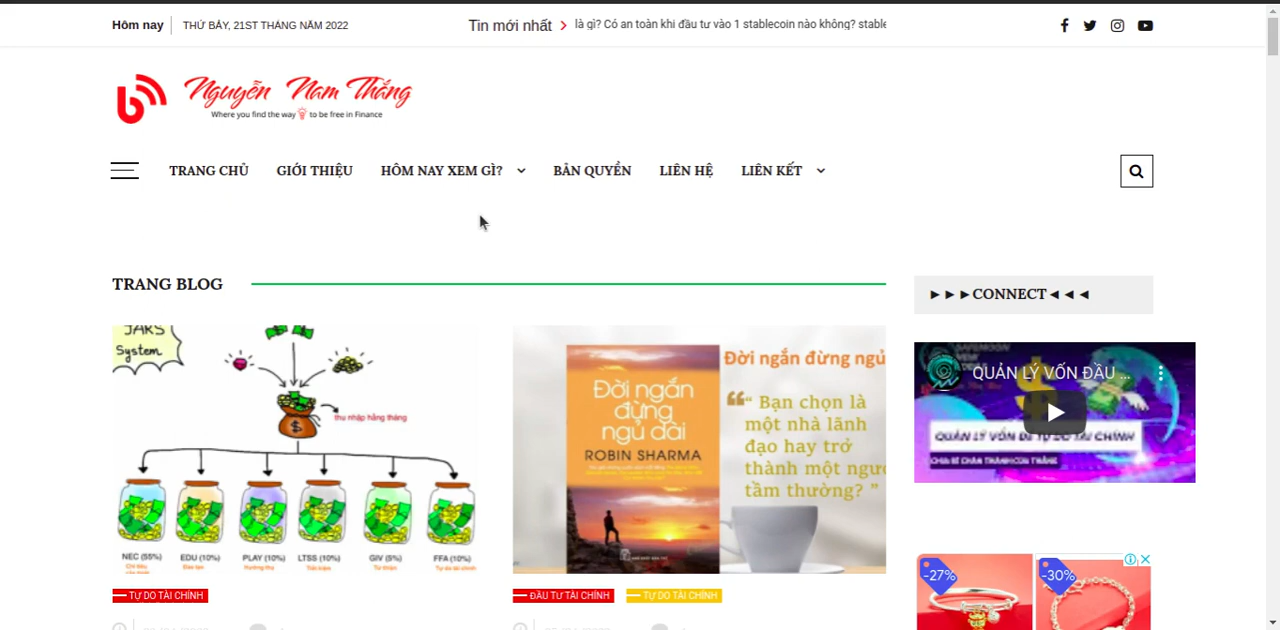 Hôm nay
THỨ BẢY, 21ST THÁNG NĂM 2022
Tin mới nhất
là gì? Có an toàn khi đầu tư vào 1 stablecoin nào không? stable
Nguyễn Nam Thắng
Where you find the way to be free in Finance
TRANG CHỦ
GIỚI THIỆU
HÔM NAY XEM GÌ?
BẢN QUYỀN
LIÊN HỆ
LIÊN KẾT
TRANG BLOG
►►►CONNECT◄◄◄
JARS
System
thu nhập hằng tháng
NEC (55%)
EDU (10%)
PLAY (10%)
LTSS (10%)
GIV (5%)
FFA (10%)
Đời ngắn đừng ngủ
Đời ngắn
đừng
ngủ dài
ROBIN SHARMA
“ Bạn chọn là
một nhà lãnh
đạo hay trở
thành một ngư
tầm thường? ”
QUẢN LÝ VỐN ĐẦU ...
QUẢN LÝ VỐN ĐỂ TỰ DO TÀI CHÍNH
TỰ DO TÀI CHÍNH
ĐẦU TƯ TÀI CHÍNH
TỰ DO TÀI CHÍNH
-27%
-30%